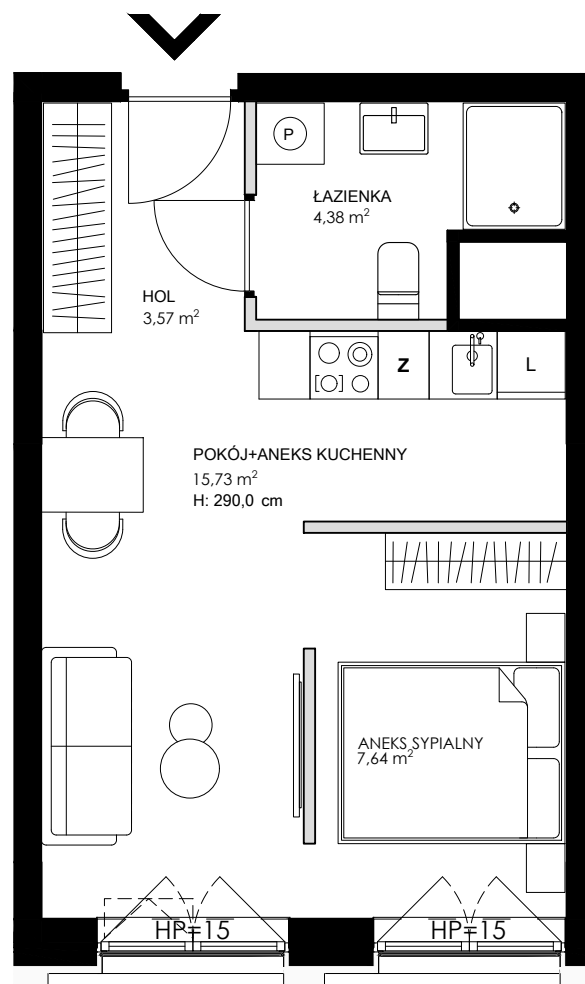 P
ŁAZIENKA
4,38 m²
HOL
3,57 m²
Z
L
POKÓJ+ANEKS KUCHENNY
15,73 m²
H: 290,0 cm
ANEKS SYPIALNY
7,64 m²
HP=15
HP=15